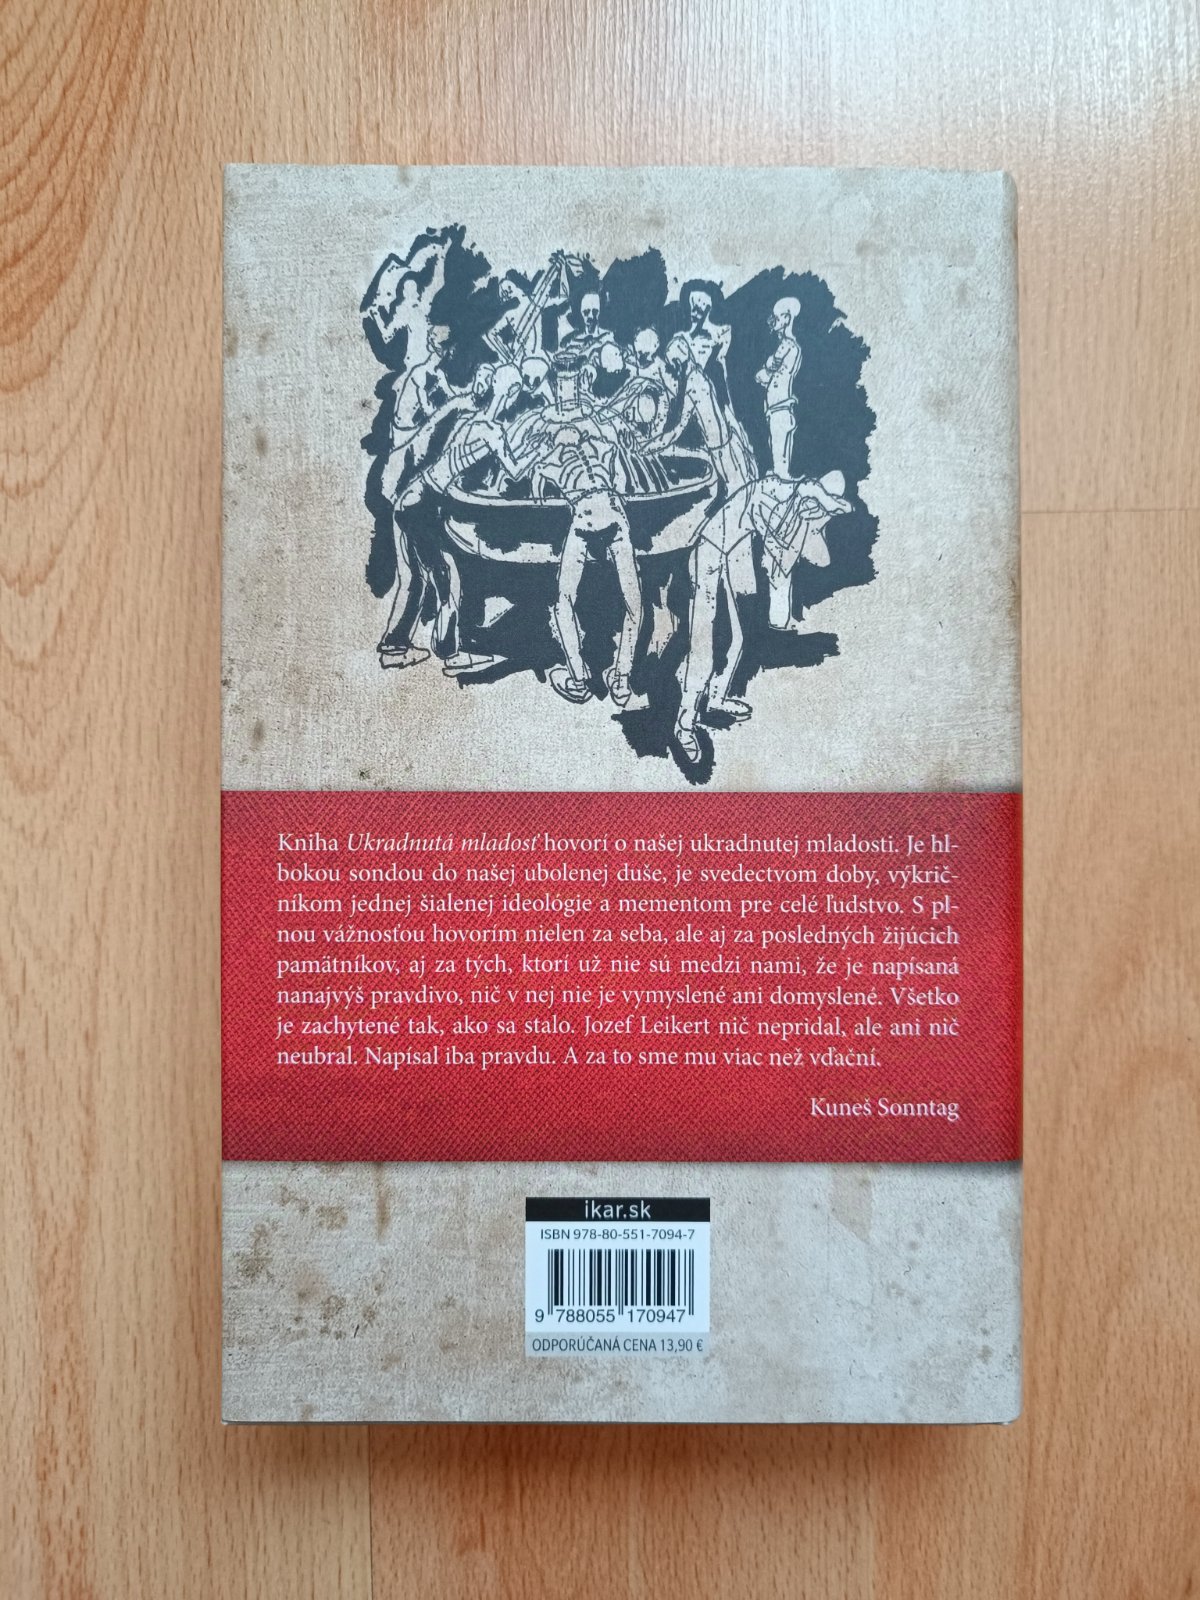 Kniha Ukradnutá mladosť hovorí o našej ukradnutej mladosti. Je hl-
bokou sondou do našej ubolenej duše, je svedectvom doby, výkrič-
níkom jednej šialenej ideológie a mementom pre celé ľudstvo. S pl-
nou vážnosťou hovorím nielen za seba, ale aj za posledných žijúcich
pamätníkov, aj za tých, ktorí už nie sú medzi nami, že je napísaná
nanajvýš pravdivo, nič v nej nie je vymyslené ani domyslené. Všetko
je zachytené tak, ako sa stalo. Jozef Leikert nič nepridal, ale ani nič
neubral. Napísal iba pravdu. A za to sme mu viac než vďační.
Kuneš Sonntag
ikar.sk
ISBN 978-80-551-7094-7
9 788055 170947
ODPORÚČANÁ CENA 13,90 €